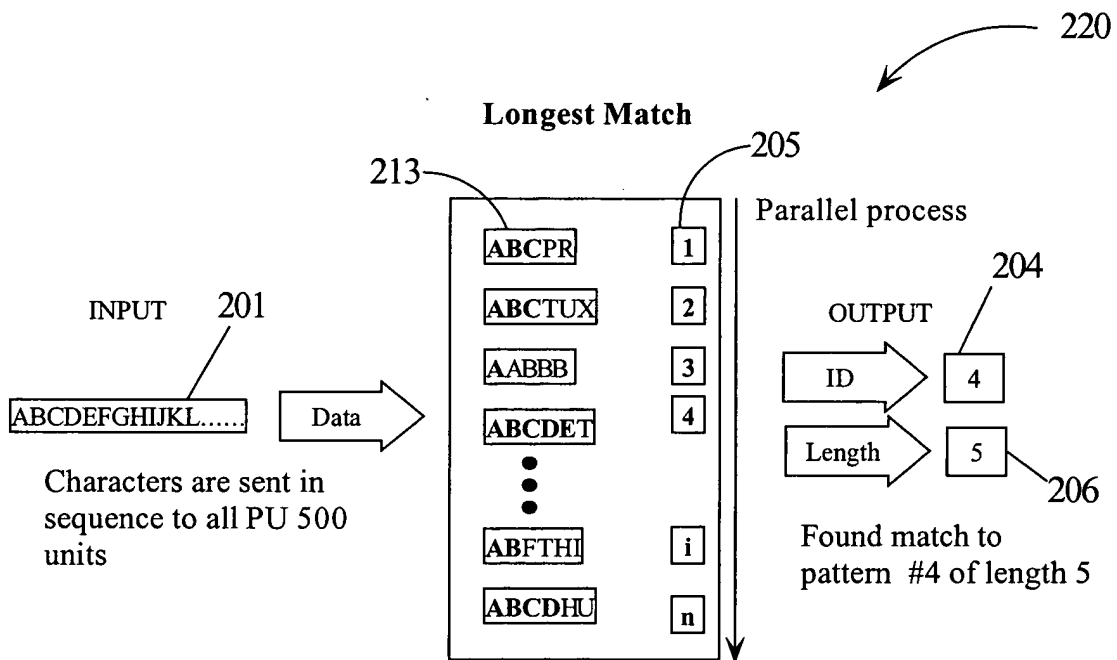 220
Longest Match
213
205
Parallel process
ABCPR
1
INPUT
201
ABCTUX
2
OUTPUT
204
AABBB
3
ID
4
ABCDEFGHIJKL......
Data
ABCDET
4
Length
5
206
Characters are sent in
sequence to all PU 500
units
ABFTHI
i
Found match to
pattern #4 of length 5
ABCDHU
n